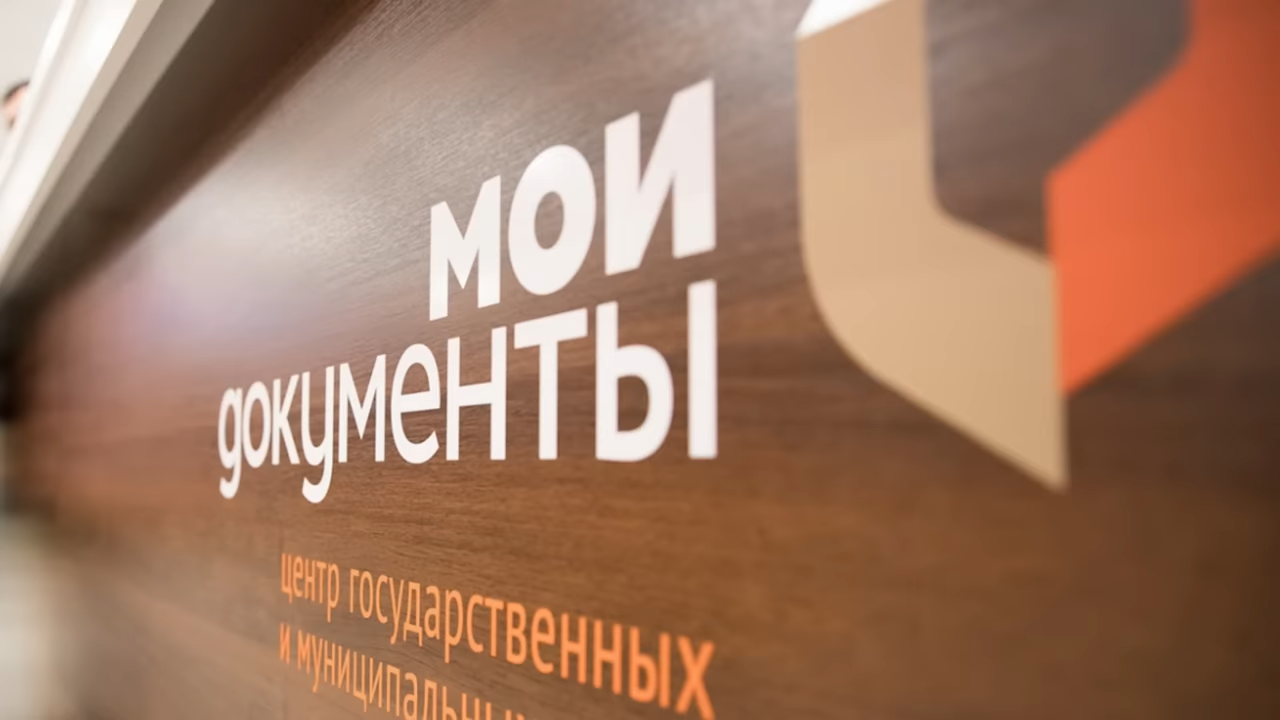 мои
документы
центр государственных
и муниципальных